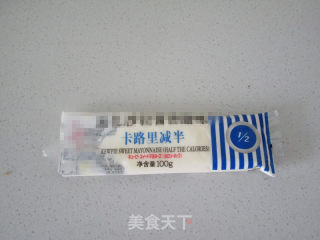 卡路里减半
KEWPIE SWEET MAYONNAISE (HALF THE CALORIES)
净含量100g
1/2
美食天下